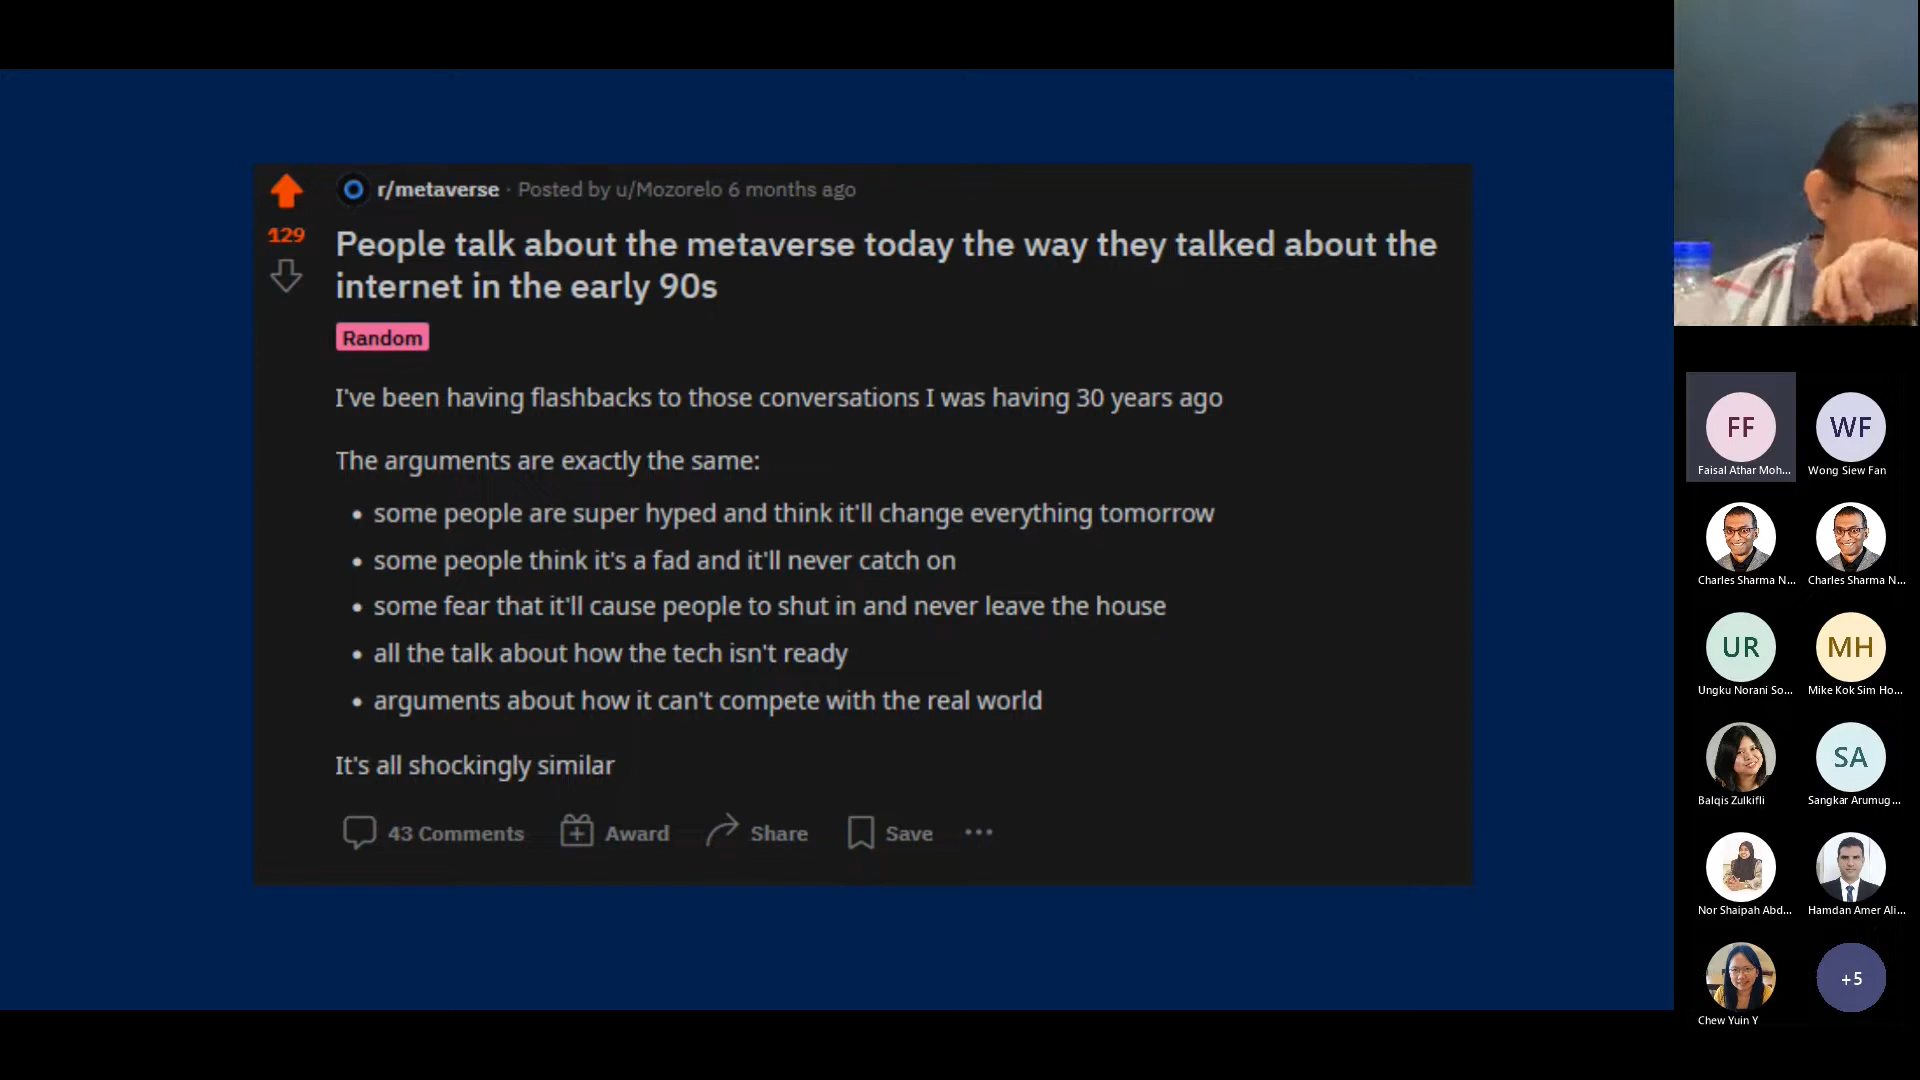 r/metaverse · Posted by u/Mozorelo 6 months ago
129
People talk about the metaverse today the way they talked about the
internet in the early 90s
Random
I've been having flashbacks to those conversations I was having 30 years ago
The arguments are exactly the same:
• some people are super hyped and think it'll change everything tomorrow
• some people think it's a fad and it'll never catch on
• some fear that it'll cause people to shut in and never leave the house
• all the talk about how the tech isn't ready
• arguments about how it can't compete with the real world
It's all shockingly similar
43 Comments Award Share Save ...
FF WF
Faisal Athar Moh... Wong Siew Fan
Charles Sharma N... Charles Sharma N...
UR MH
Ungku Norani So... Mike Kok Sim Ho...
SA
Balqis Zulkifli Sangkar Arumug...
Nor Shaipah Abd... Hamdan Amer Ali...
+5
Chew Yuin Y